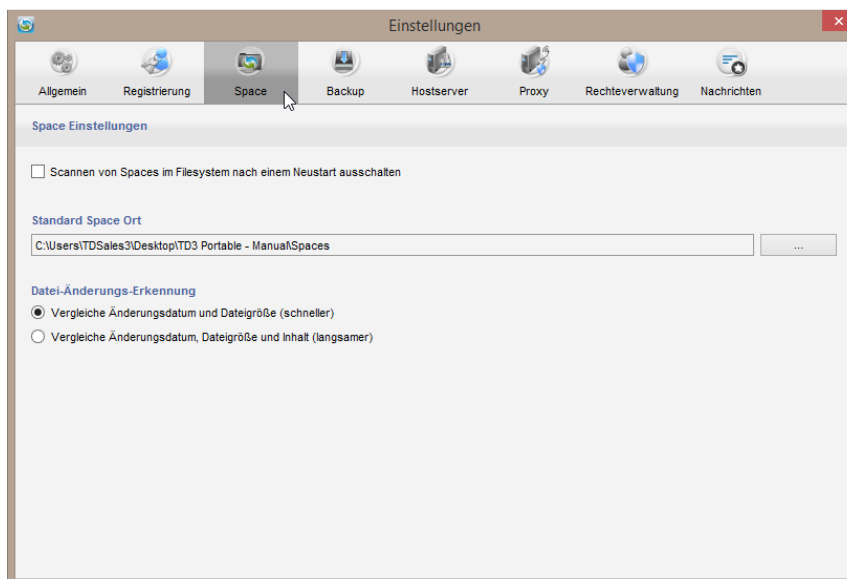 Einstellungen
Allgemein Registrierung Space Backup Hostserver Proxy Rechteverwaltung Nachrichten
Space Einstellungen
Scannen von Spaces im Filesystem nach einem Neustart ausschalten
Standard Space Ort
C:\Users\TDSales3\Desktop\TD3 Portable - Manual\Spaces ...
Datei-Änderungs-Erkennung
Vergleiche Änderungsdatum und Dateigröße (schneller)
Vergleiche Änderungsdatum, Dateigröße und Inhalt (langsamer)